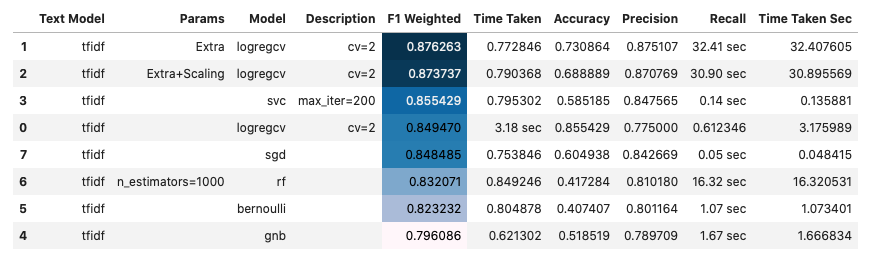 Text Model Params Model Description F1 Weighted Time Taken Accuracy Precision Recall Time Taken Sec
1 tfidf Extra logregcv cv=2 0.876263 0.772846 0.730864 0.875107 32.41 sec 32.407605
2 tfidf Extra+Scaling logregcv cv=2 0.873737 0.790368 0.688889 0.870769 30.90 sec 30.895569
3 tfidf svc max_iter=200 0.855429 0.795302 0.585185 0.847565 0.14 sec 0.135881
0 tfidf logregcv cv=2 0.849470 3.18 sec 0.855429 0.775000 0.612346 3.175989
7 tfidf sgd 0.848485 0.753846 0.604938 0.842669 0.05 sec 0.048415
6 tfidf n_estimators=1000 rf 0.832071 0.849246 0.417284 0.810180 16.32 sec 16.320531
5 tfidf bernoulli 0.823232 0.804878 0.407407 0.801164 1.07 sec 1.073401
4 tfidf gnb 0.796086 0.621302 0.518519 0.789709 1.67 sec 1.666834